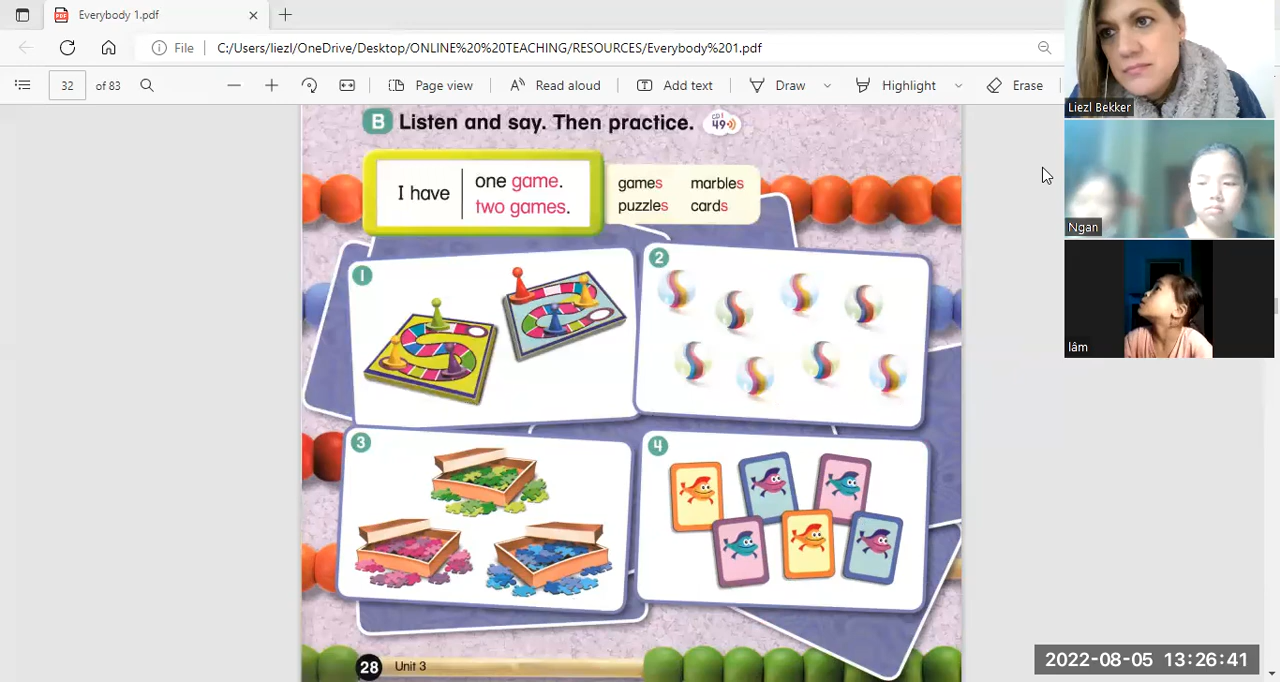 Everybody 1.pdf
File C:/Users/liezl/OneDrive/Desktop/ONLINE%20%20TEACHING/RESOURCES/Everybody%201.pdf
32 of 83 Page view Read aloud Add text Draw Highlight Erase
Liezl Bekker
Ngan
lâm
B Listen and say. Then practice. CD1 49
I have
one game.
two games.
games marbles
puzzles cards
1
2
3
4
28 Unit 3
2022-08-05 13:26:41